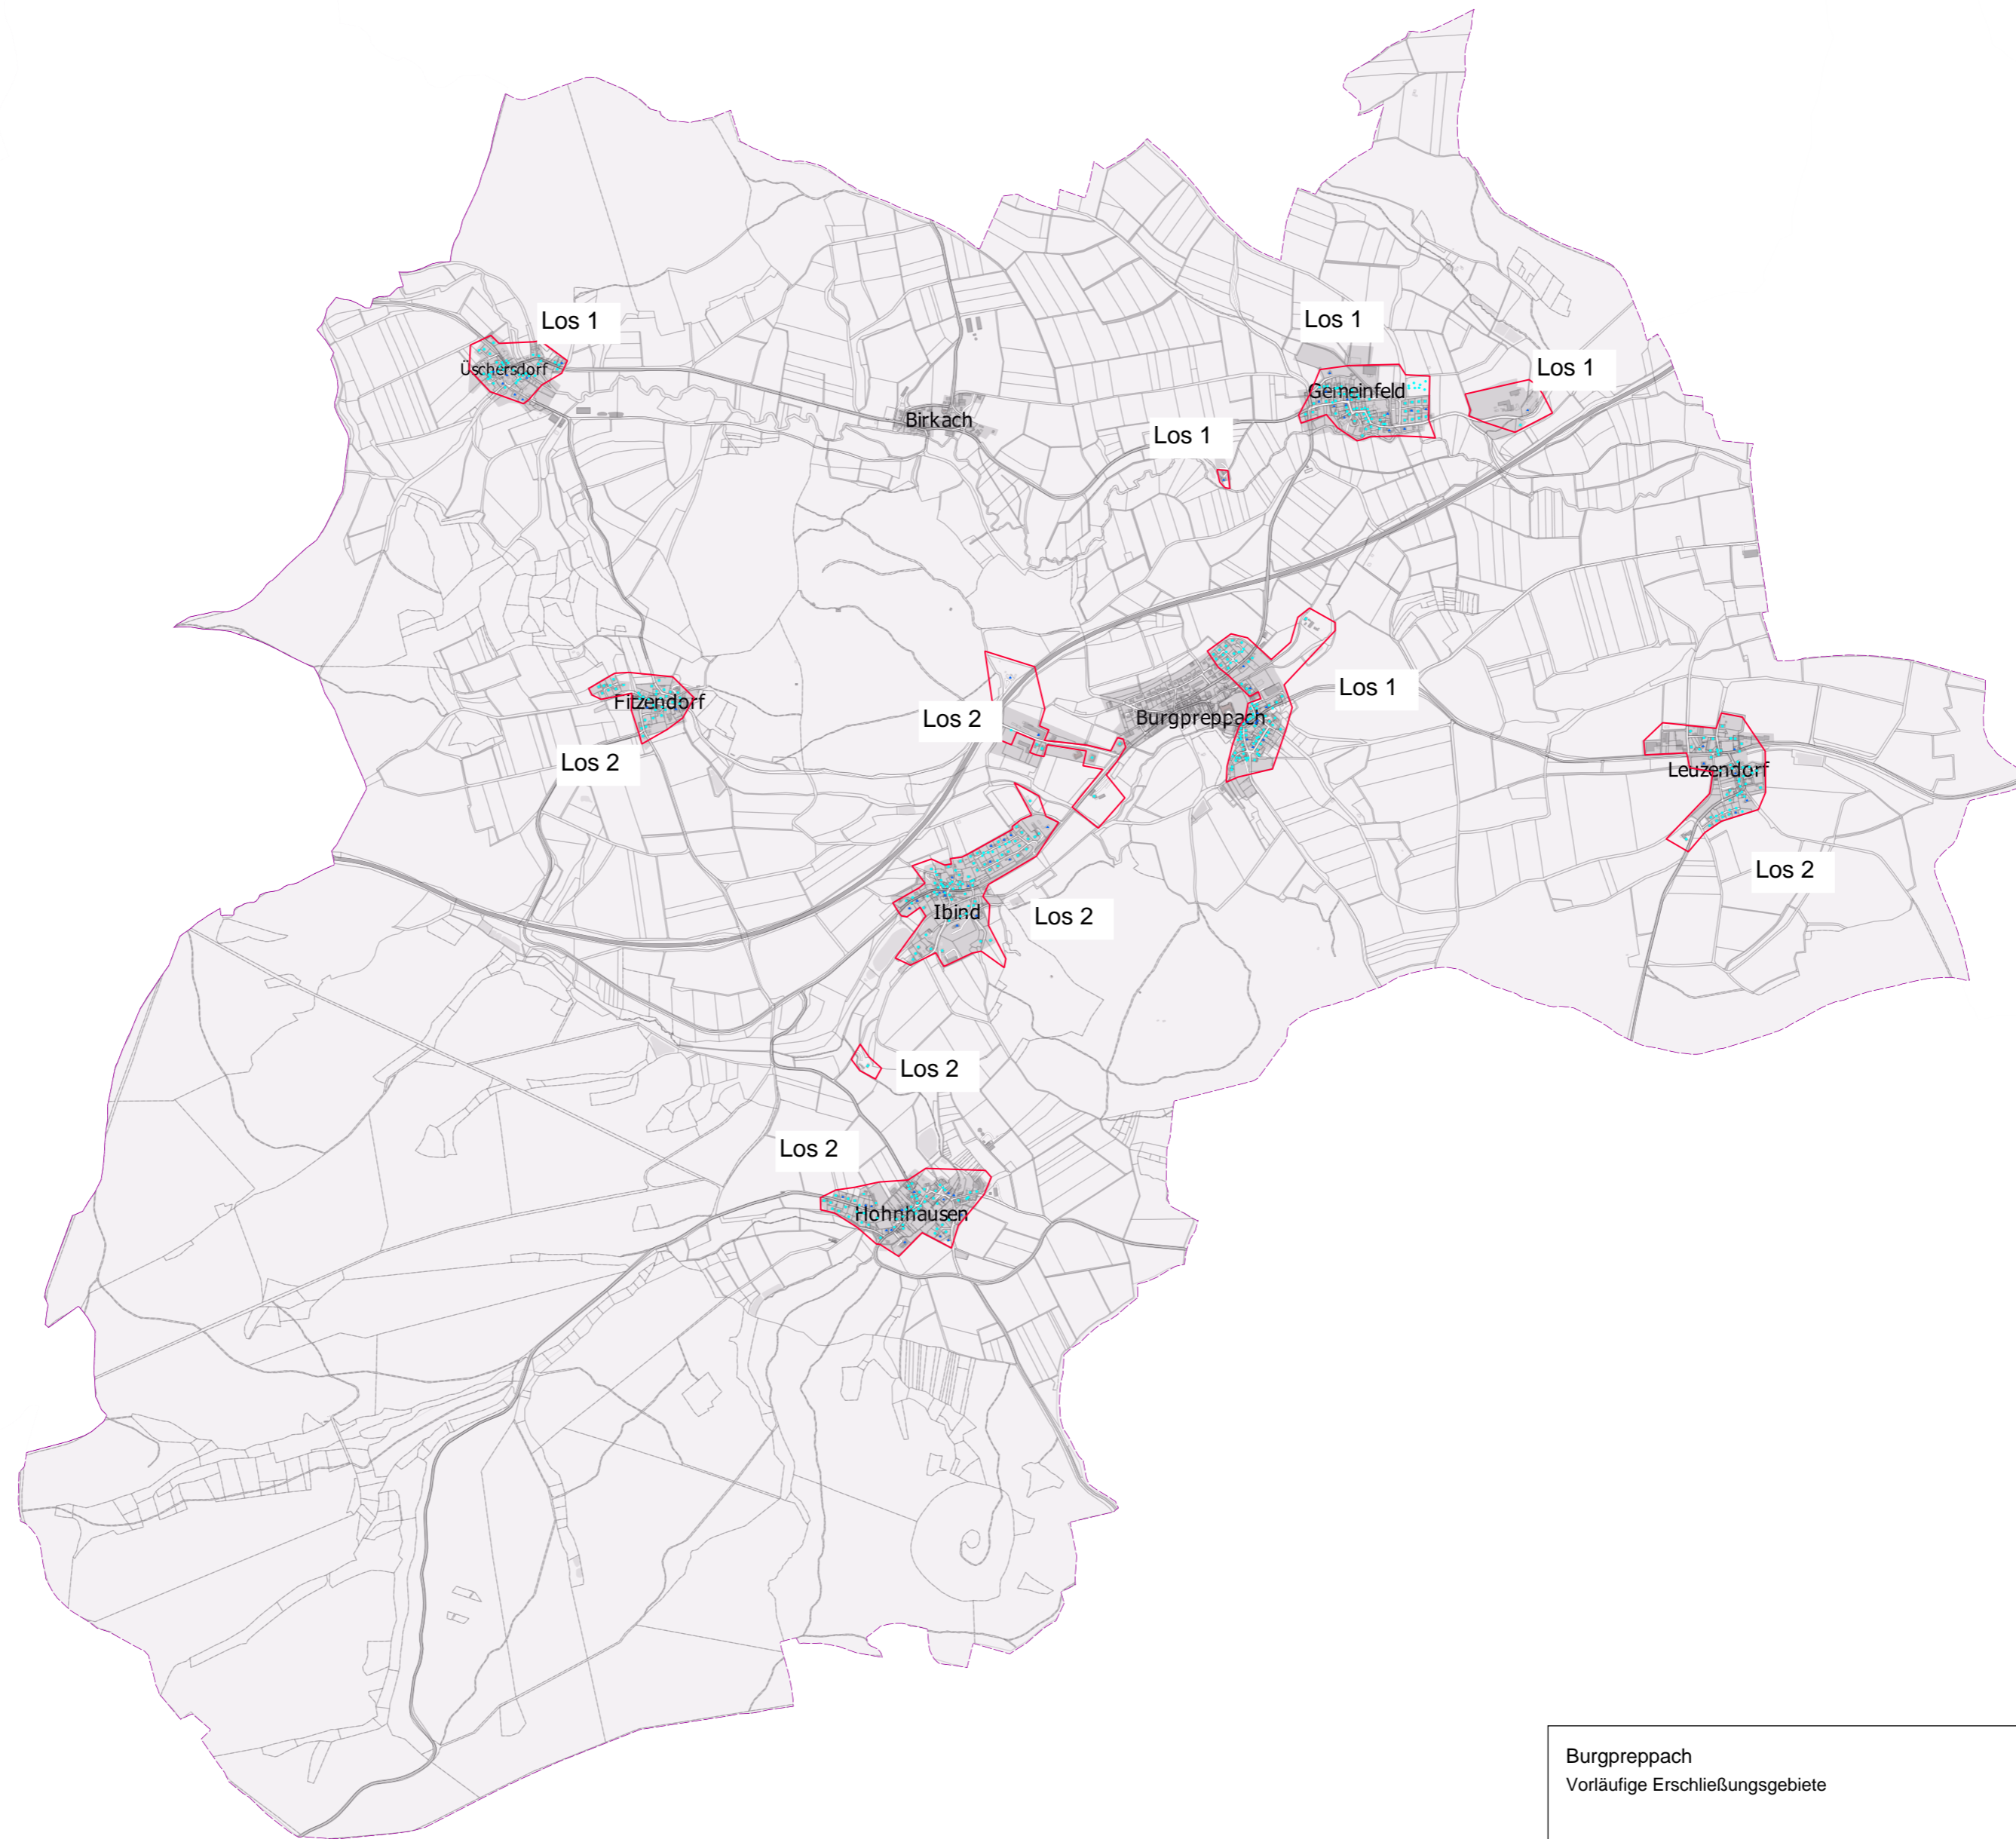 Los 1
Los 1
Üschersdorf
Los 1
Gemeinfeld
Birkach
Los 1
Fitzendorf
Los 1
Los 2
Burgpreppach
Los 2
Leuzendorf
Los 2
Ibind
Los 2
Los 2
Los 2
Hohnhausen
Burgpreppach
Vorläufige Erschließungsgebiete